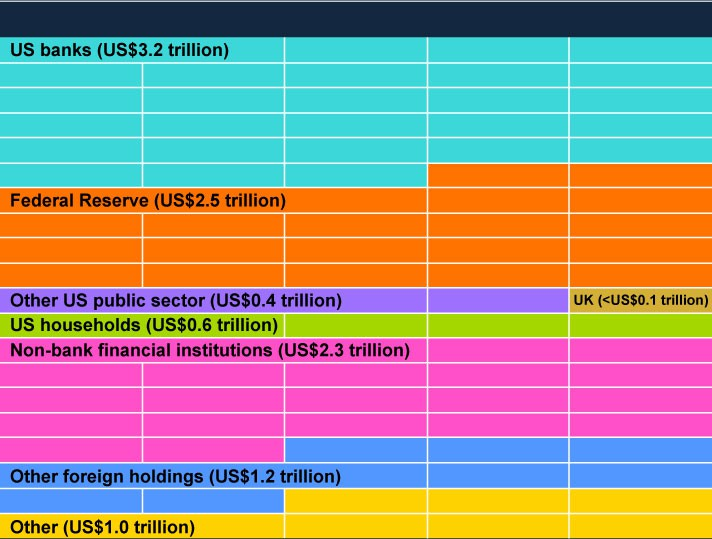 US banks (US$3.2 trillion)
Federal Reserve (US$2.5 trillion)
Other US public sector (US$0.4 trillion)
UK (<US$0.1 trillion)
US households (US$0.6 trillion)
Non-bank financial institutions (US$2.3 trillion)
Other foreign holdings (US$1.2 trillion)
Other (US$1.0 trillion)